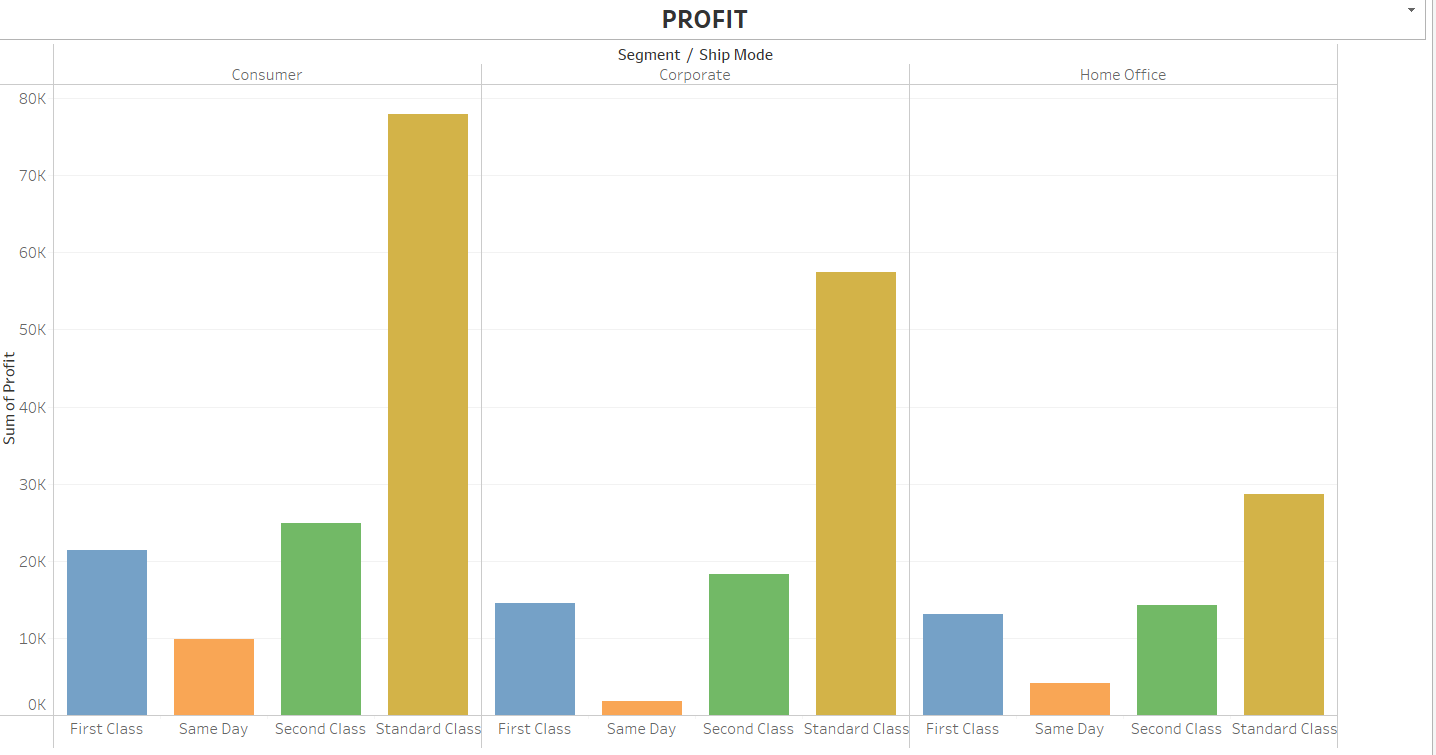 PROFIT
Segment / Ship Mode
Consumer Corporate Home Office
80K
70K
60K
50K
40K
30K
20K
10K
0K
Sum of Profit
First Class Same Day Second Class Standard Class First Class Same Day Second Class Standard Class First Class Same Day Second Class Standard Class